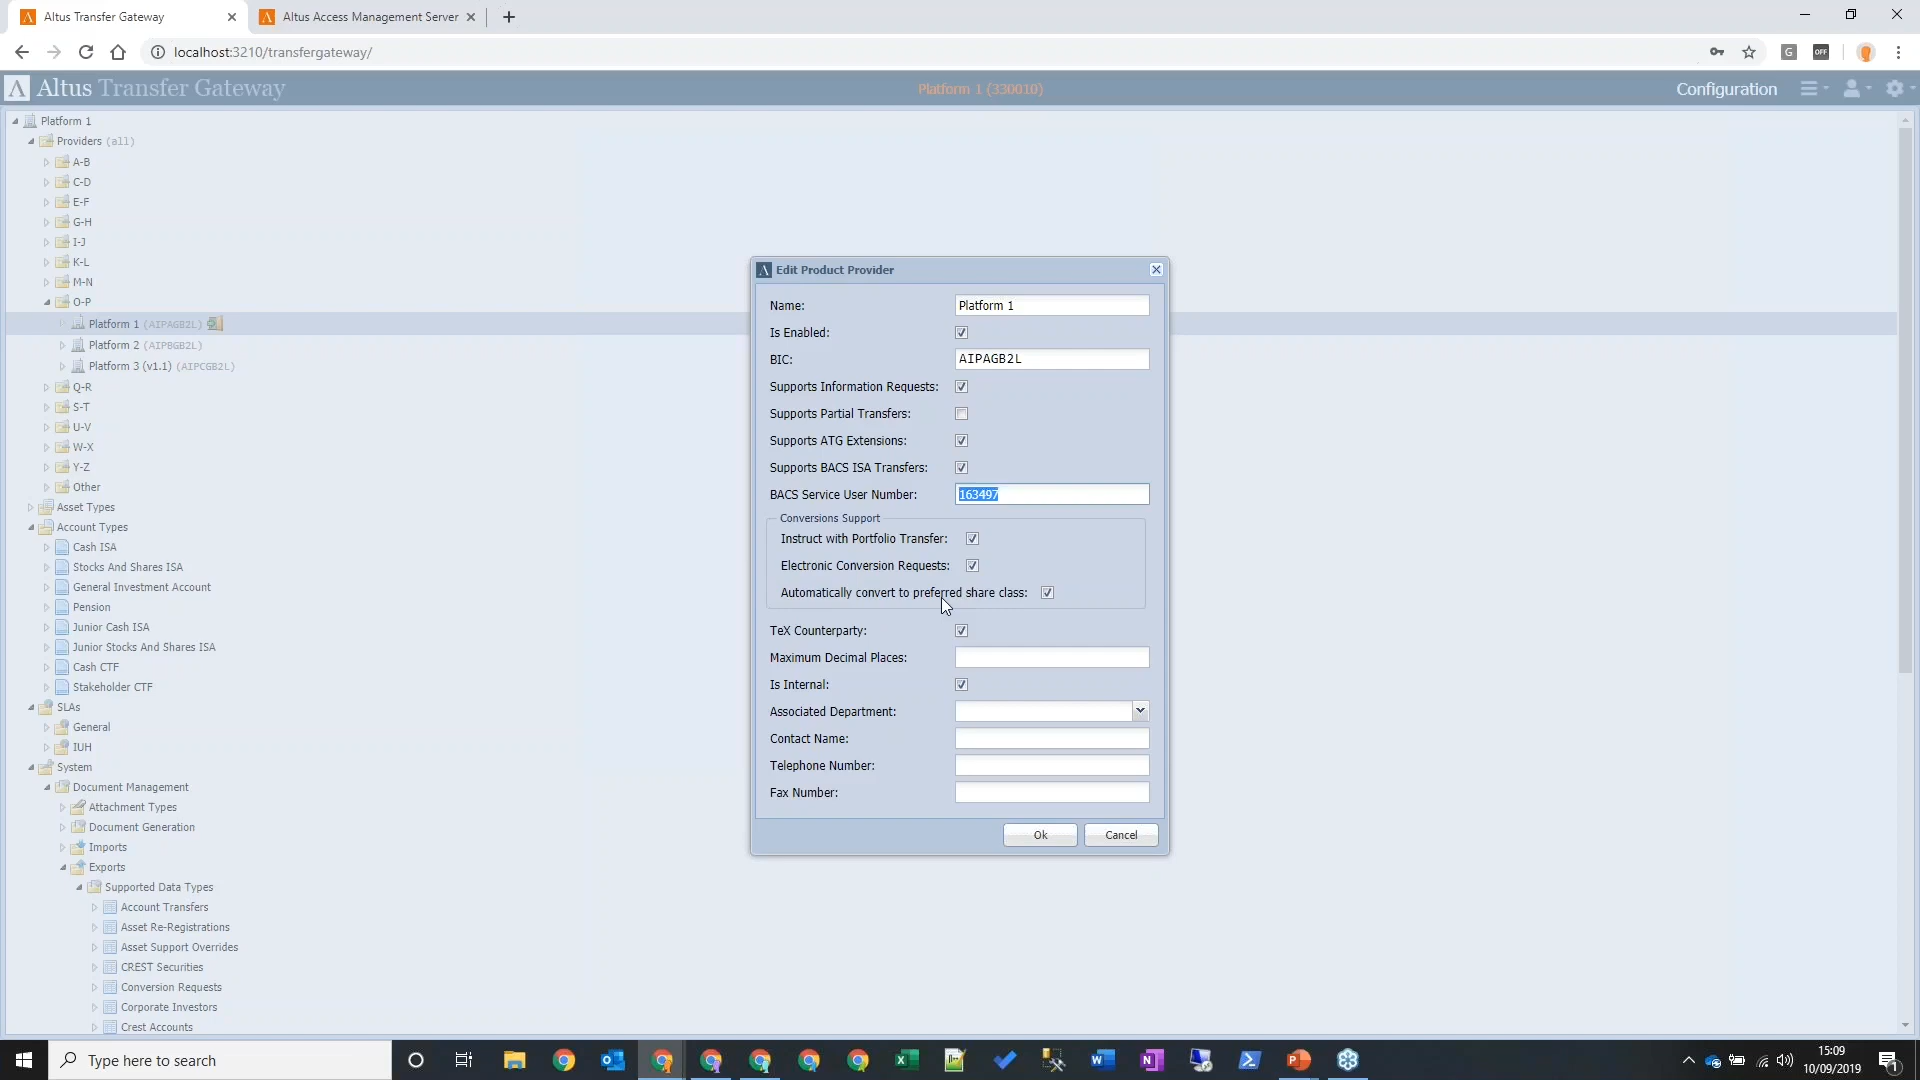 Altus Transfer Gateway
Altus Access Management Server
localhost:3210/transfergateway/
G
OFF
Altus Transfer Gateway
Platform 1 (330010)
Configuration
Platform 1
Providers (all)
A-B
C-D
E-F
G-H
I-J
K-L
M-N
O-P
Platform 1 (AIPAGB2L)
Platform 2 (AIPBGB2L)
Platform 3 (v1.1) (AIPCGB2L)
Q-R
S-T
U-V
W-X
Y-Z
Other
Asset Types
Account Types
Cash ISA
Stocks And Shares ISA
General Investment Account
Pension
Junior Cash ISA
Junior Stocks And Shares ISA
Cash CTF
Stakeholder CTF
SLAs
General
IUH
System
Document Management
Attachment Types
Document Generation
Imports
Exports
Supported Data Types
Account Transfers
Asset Re-Registrations
Asset Support Overrides
CREST Securities
Conversion Requests
Corporate Investors
Crest Accounts
Edit Product Provider
Name: Platform 1
Is Enabled:
BIC: AIPAGB2L
Supports Information Requests:
Supports Partial Transfers:
Supports ATG Extensions:
Supports BACS ISA Transfers:
BACS Service User Number: 163497
Conversions Support
Instruct with Portfolio Transfer:
Electronic Conversion Requests:
Automatically convert to preferred share class:
TeX Counterparty:
Maximum Decimal Places:
Is Internal:
Associated Department:
Contact Name:
Telephone Number:
Fax Number:
Ok Cancel
Type here to search
15:09
10/09/2019
1